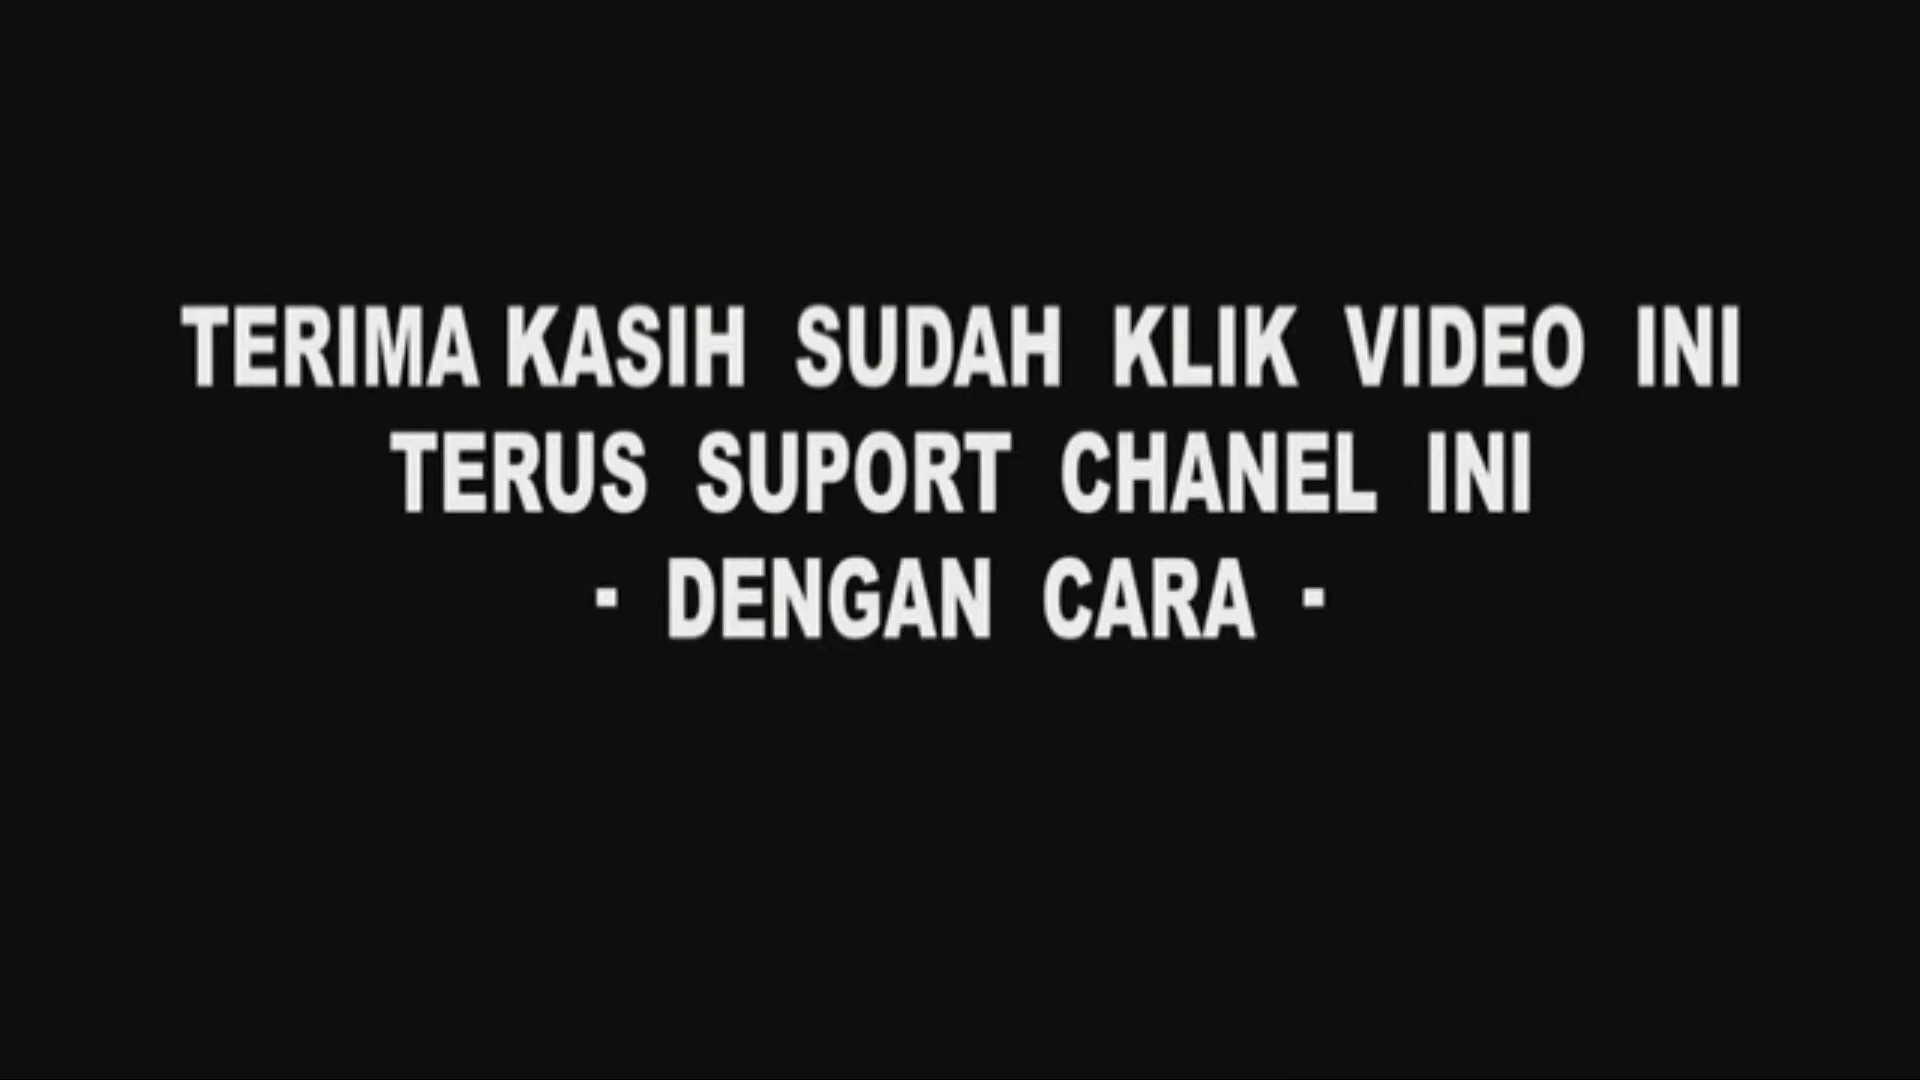 TERIMA KASIH SUDAH KLIK VIDEO INI
TERUS SUPORT CHANEL INI
- DENGAN CARA -